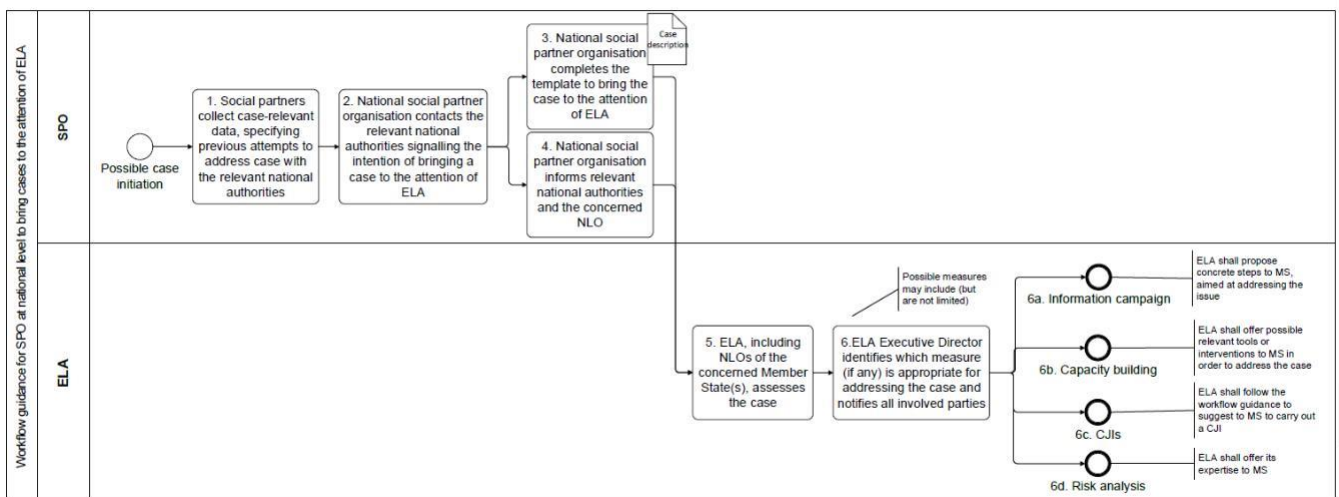 Workflow guidance for SPO at national level to bring cases to the attention of ELA
SPO
Possible case
initiation
1. Social partners
collect case-relevant
data, specifying
previous attempts to
address case with
the relevant national
authorities
2. National social partner
organisation contacts the
relevant national
authorities signalling the
intention of bringing a
case to the attention of
ELA
3. National social
partner organisation
completes the
template to bring the
case to the attention
of ELA
Case
description
4. National social
partner organisation
informs relevant
national authorities
and the concerned
NLO
ELA
5. ELA, including
NLOs of the
concerned Member
State(s), assesses
the case
6.ELA Executive Director
identifies which measure
(if any) is appropriate for
addressing the case and
notifies all involved parties
Possible measures
may include (but
are not limited)
6a. Information campaign
ELA shall propose
concrete steps to MS,
aimed at addressing the
issue
6b. Capacity building
ELA shall offer possible
relevant tools or
interventions to MS in
order to address the case
6c. CJIs
ELA shall follow the
workflow guidance to
suggest to MS to carry out
a CJI
6d. Risk analysis
ELA shall offer its
expertise to MS